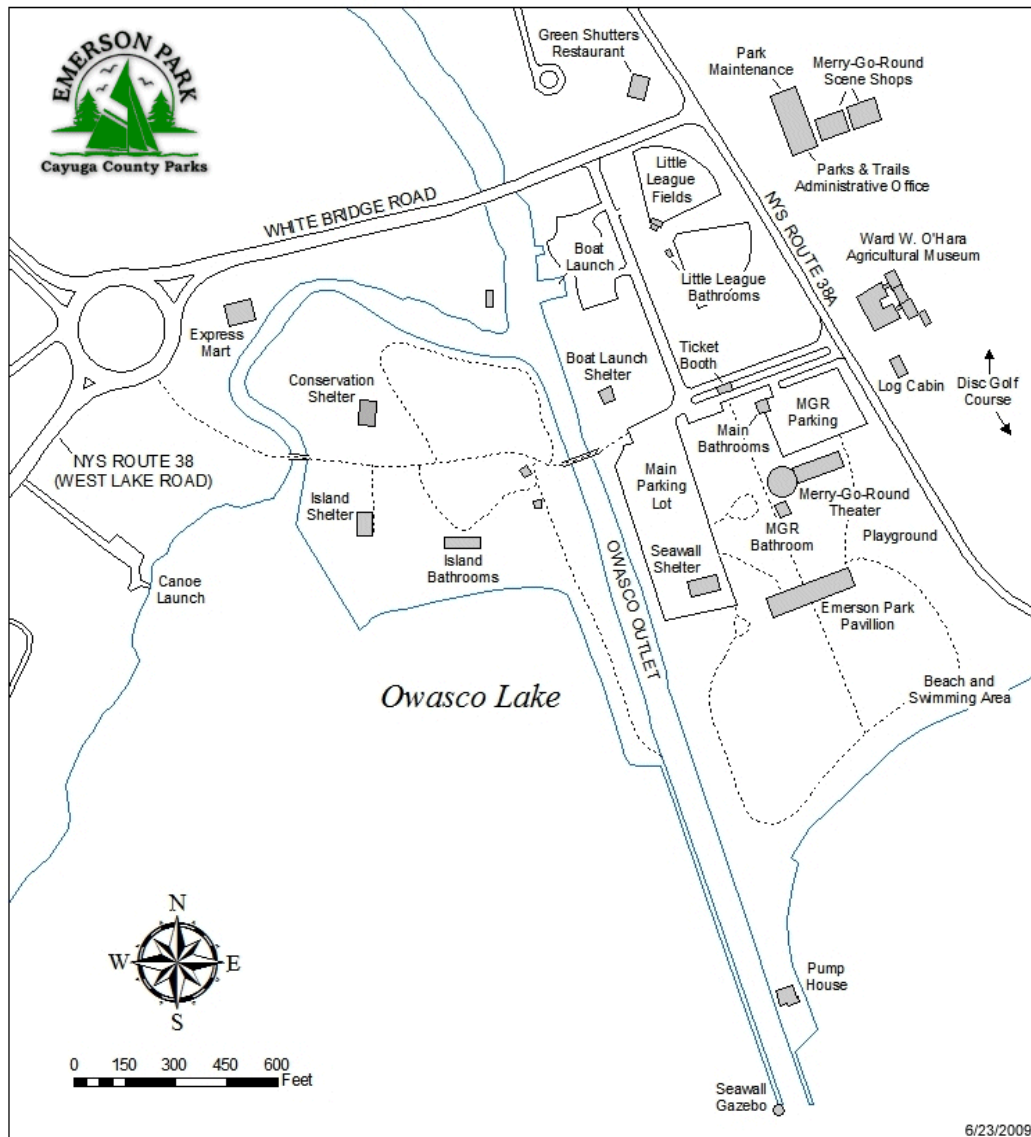 EMERSON PARK
Cayuga County Parks
Green Shutters
Restaurant
Park
Maintenance
Merry-Go-Round
Scene Shops
Parks & Trails
Administrative Office
Little
League
Fields
WHITE BRIDGE ROAD
NYS ROUTE 38A
Ward W. O'Hara
Agricultural Museum
Boat
Launch
Little League
Bathrooms
Express
Mart
Boat Launch
Shelter
Ticket
Booth
Log Cabin
Disc Golf
Course
Conservation
Shelter
Main
Bathrooms
MGR
Parking
NYS ROUTE 38
(WEST LAKE ROAD)
Main
Parking
Lot
Island
Shelter
Merry-Go-Round
Theater
MGR
Bathroom
Playground
Island
Bathrooms
OWASCO OUTLET
Seawall
Shelter
Canoe
Launch
Emerson Park
Pavilion
Owasco Lake
Beach and
Swimming Area
N
W
E
S
Pump
House
0 150 300 450 600
Feet
Seawall
Gazebo
6/23/2009